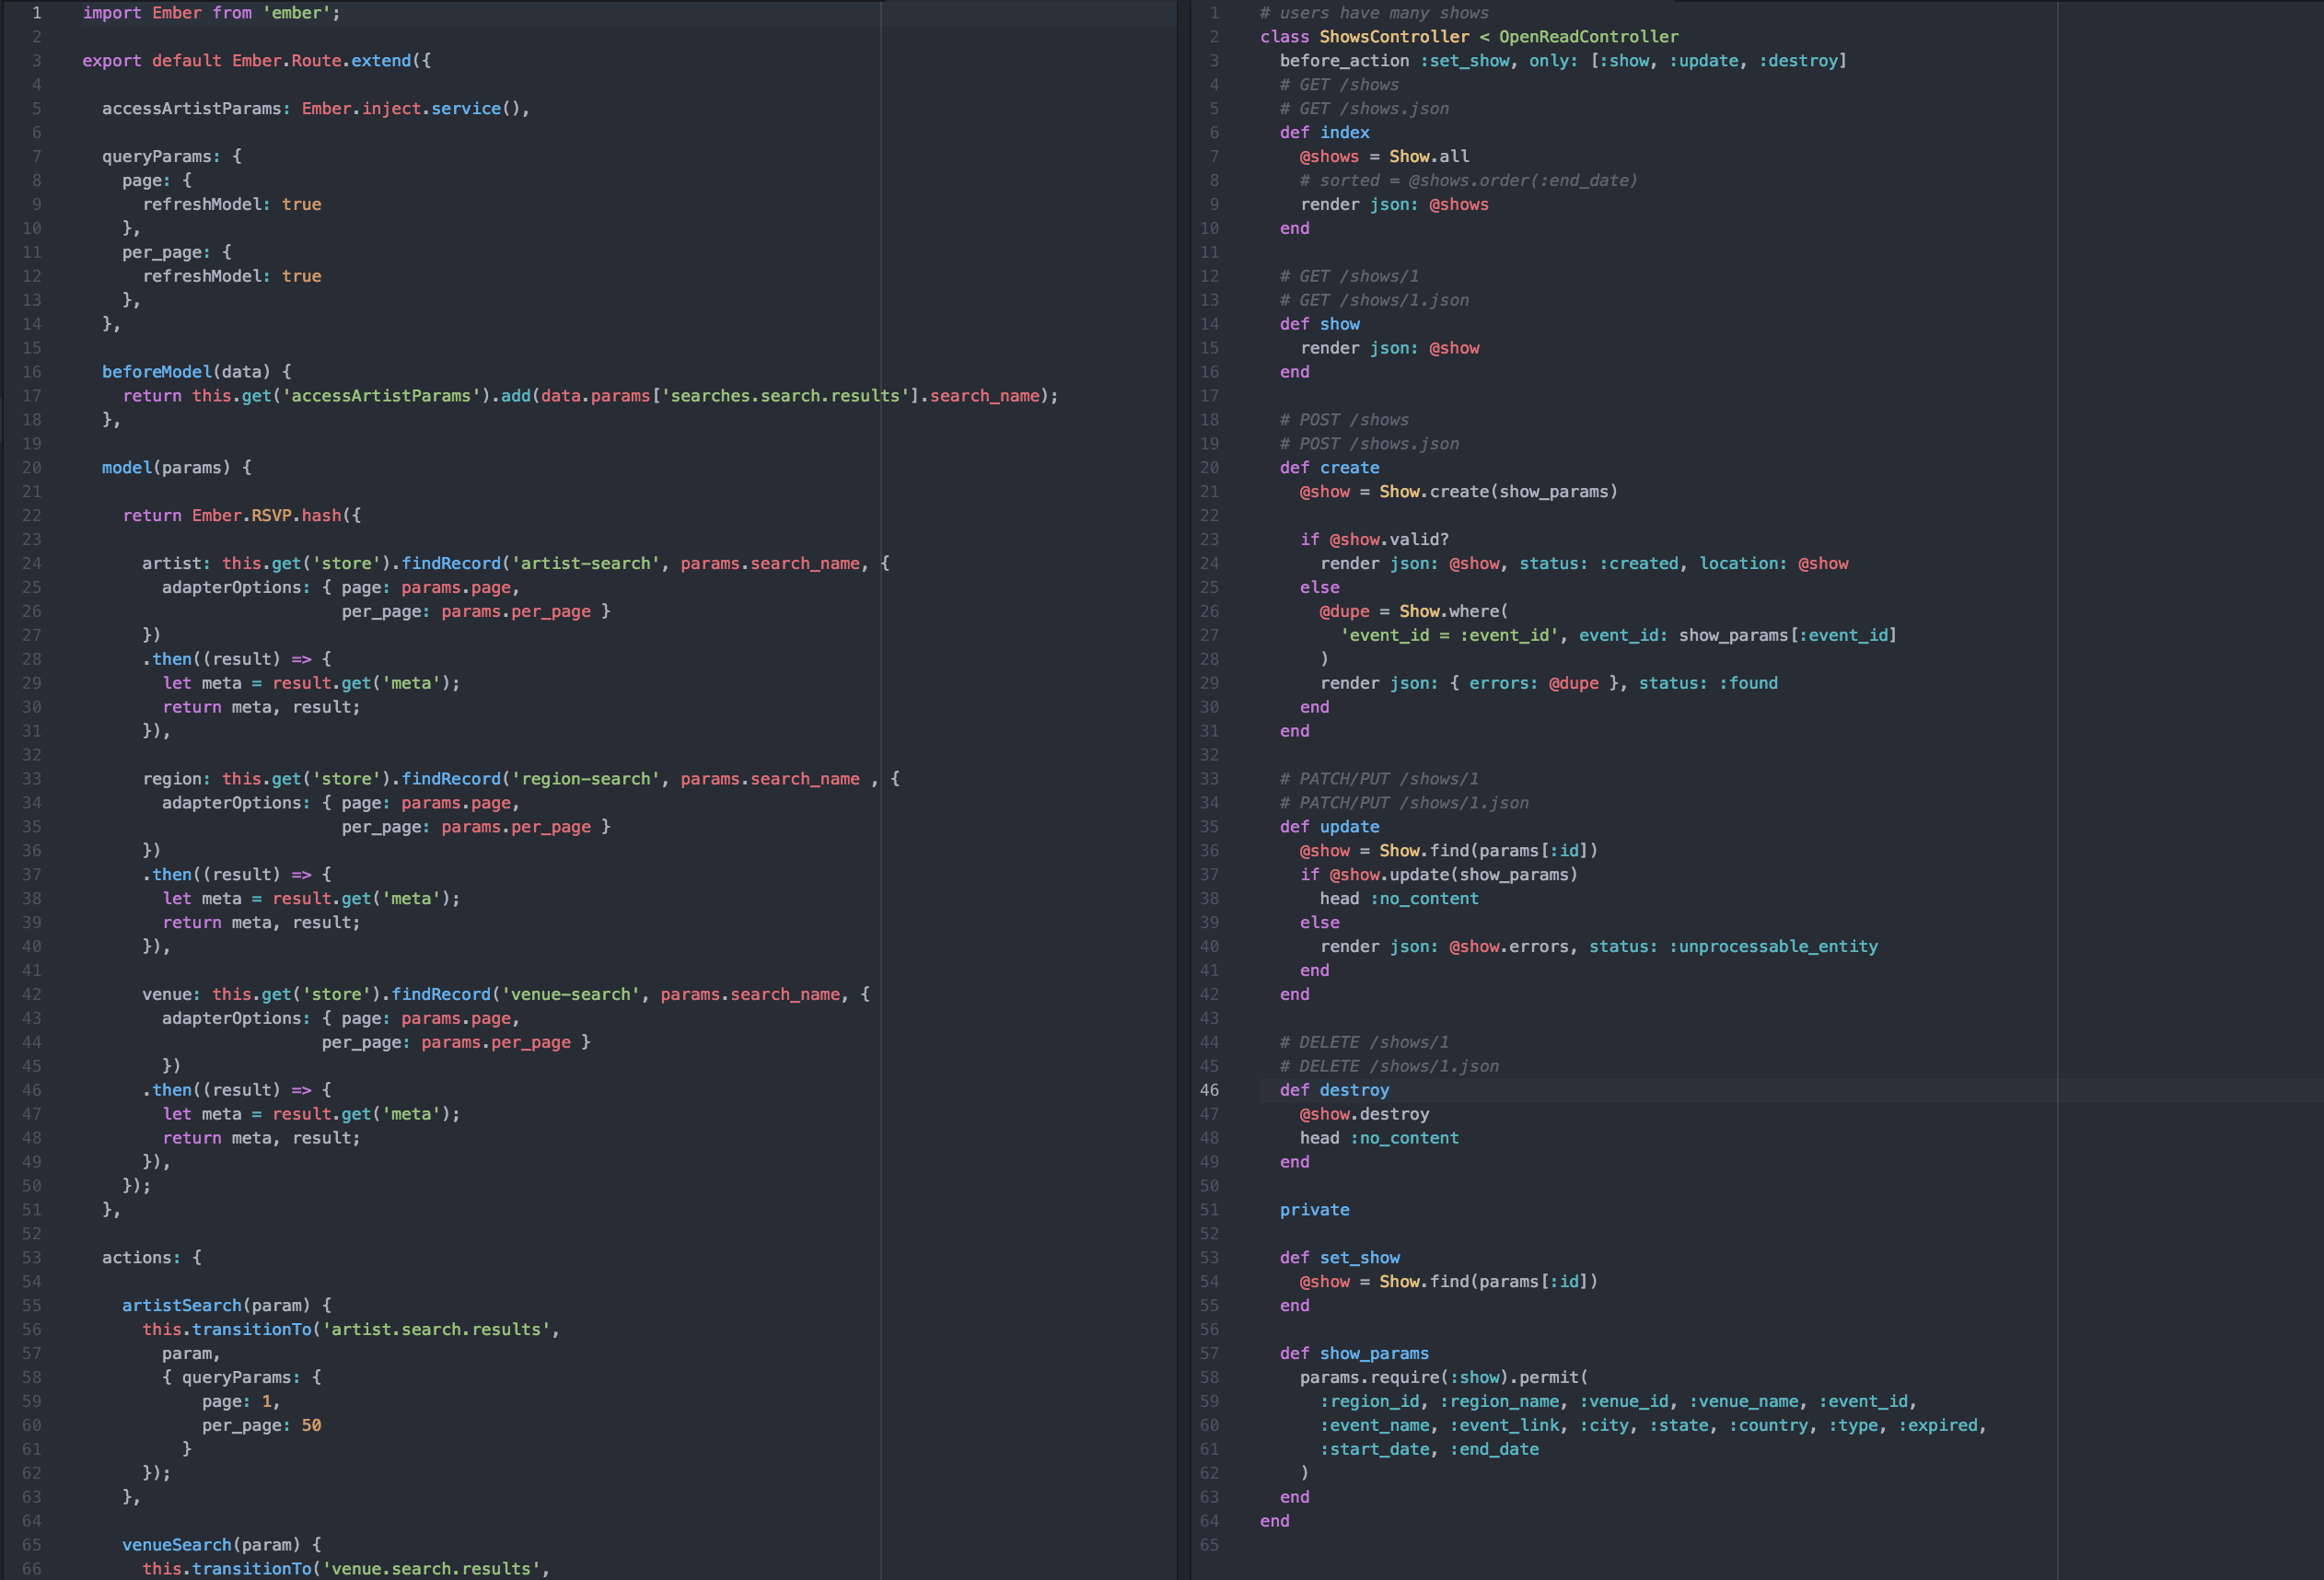 1 import Ember from 'ember';
2
3 export default Ember.Route.extend({
4
5   accessArtistParams: Ember.inject.service(),
6
7   queryParams: {
8     page: {
9       refreshModel: true
10     },
11     per_page: {
12       refreshModel: true
13     },
14   },
15
16   beforeModel(data) {
17     return this.get('accessArtistParams').add(data.params['searches.search.results'].search_name);
18   },
19
20   model(params) {
21
22     return Ember.RSVP.hash({
23
24       artist: this.get('store').findRecord('artist-search', params.search_name, {
25         adapterOptions: { page: params.page,
26                           per_page: params.per_page }
27       })
28       .then((result) => {
29         let meta = result.get('meta');
30         return meta, result;
31       }),
32
33       region: this.get('store').findRecord('region-search', params.search_name , {
34         adapterOptions: { page: params.page,
35                           per_page: params.per_page }
36       })
37       .then((result) => {
38         let meta = result.get('meta');
39         return meta, result;
40       }),
41
42       venue: this.get('store').findRecord('venue-search', params.search_name, {
43         adapterOptions: { page: params.page,
44                         per_page: params.per_page }
45         })
46       .then((result) => {
47         let meta = result.get('meta');
48         return meta, result;
49       }),
50     });
51   },
52
53   actions: {
54
55     artistSearch(param) {
56       this.transitionTo('artist.search.results',
57         param,
58         { queryParams: {
59             page: 1,
60             per_page: 50
61           }
62       });
63     },
64
65     venueSearch(param) {
66       this.transitionTo('venue.search.results',
1 # users have many shows
2 class ShowsController < OpenReadController
3   before_action :set_show, only: [:show, :update, :destroy]
4   # GET /shows
5   # GET /shows.json
6   def index
7     @shows = Show.all
8     # sorted = @shows.order(:end_date)
9     render json: @shows
10   end
11
12   # GET /shows/1
13   # GET /shows/1.json
14   def show
15     render json: @show
16   end
17
18   # POST /shows
19   # POST /shows.json
20   def create
21     @show = Show.create(show_params)
22
23     if @show.valid?
24       render json: @show, status: :created, location: @show
25     else
26       @dupe = Show.where(
27         'event_id = :event_id', event_id: show_params[:event_id]
28       )
29       render json: { errors: @dupe }, status: :found
30     end
31   end
32
33   # PATCH/PUT /shows/1
34   # PATCH/PUT /shows/1.json
35   def update
36     @show = Show.find(params[:id])
37     if @show.update(show_params)
38       head :no_content
39     else
40       render json: @show.errors, status: :unprocessable_entity
41     end
42   end
43
44   # DELETE /shows/1
45   # DELETE /shows/1.json
46   def destroy
47     @show.destroy
48     head :no_content
49   end
50
51   private
52
53   def set_show
54     @show = Show.find(params[:id])
55   end
56
57   def show_params
58     params.require(:show).permit(
59       :region_id, :region_name, :venue_id, :venue_name, :event_id,
60       :event_name, :event_link, :city, :state, :country, :type, :expired,
61       :start_date, :end_date
62     )
63   end
64 end
65